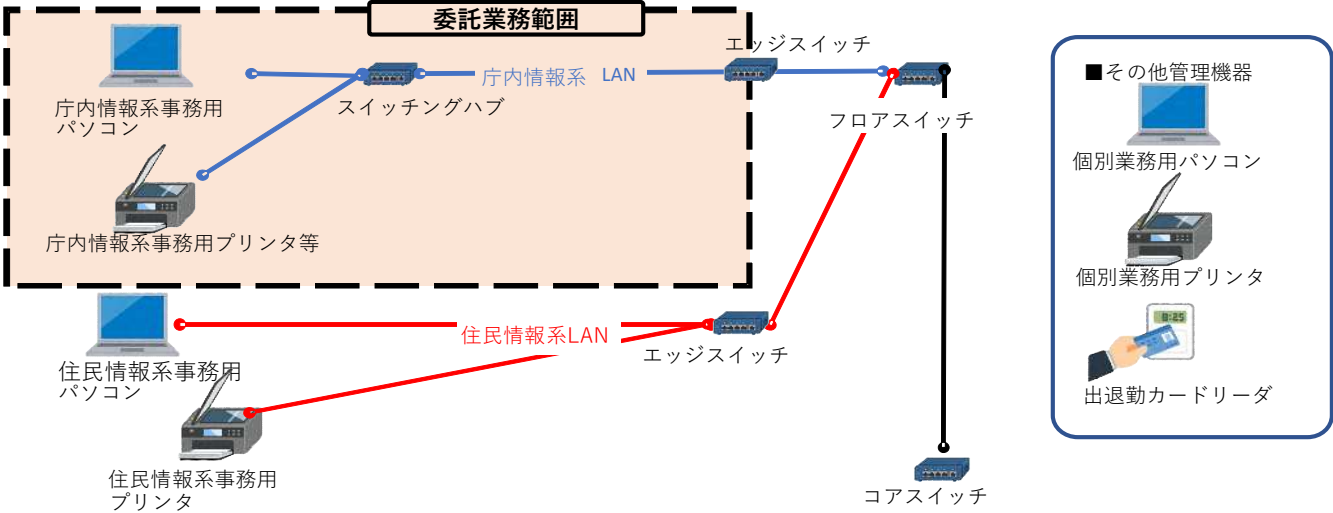 委託業務範囲
エッジスイッチ
庁内情報系 LAN
庁内情報系事務用
パソコン
スイッチングハブ
フロアスイッチ
庁内情報系事務用プリンタ等
住民情報系LAN
エッジスイッチ
住民情報系事務用
パソコン
住民情報系事務用
プリンタ
コアスイッチ
■その他管理機器
個別業務用パソコン
個別業務用プリンタ
8:25
出退勤カードリーダ